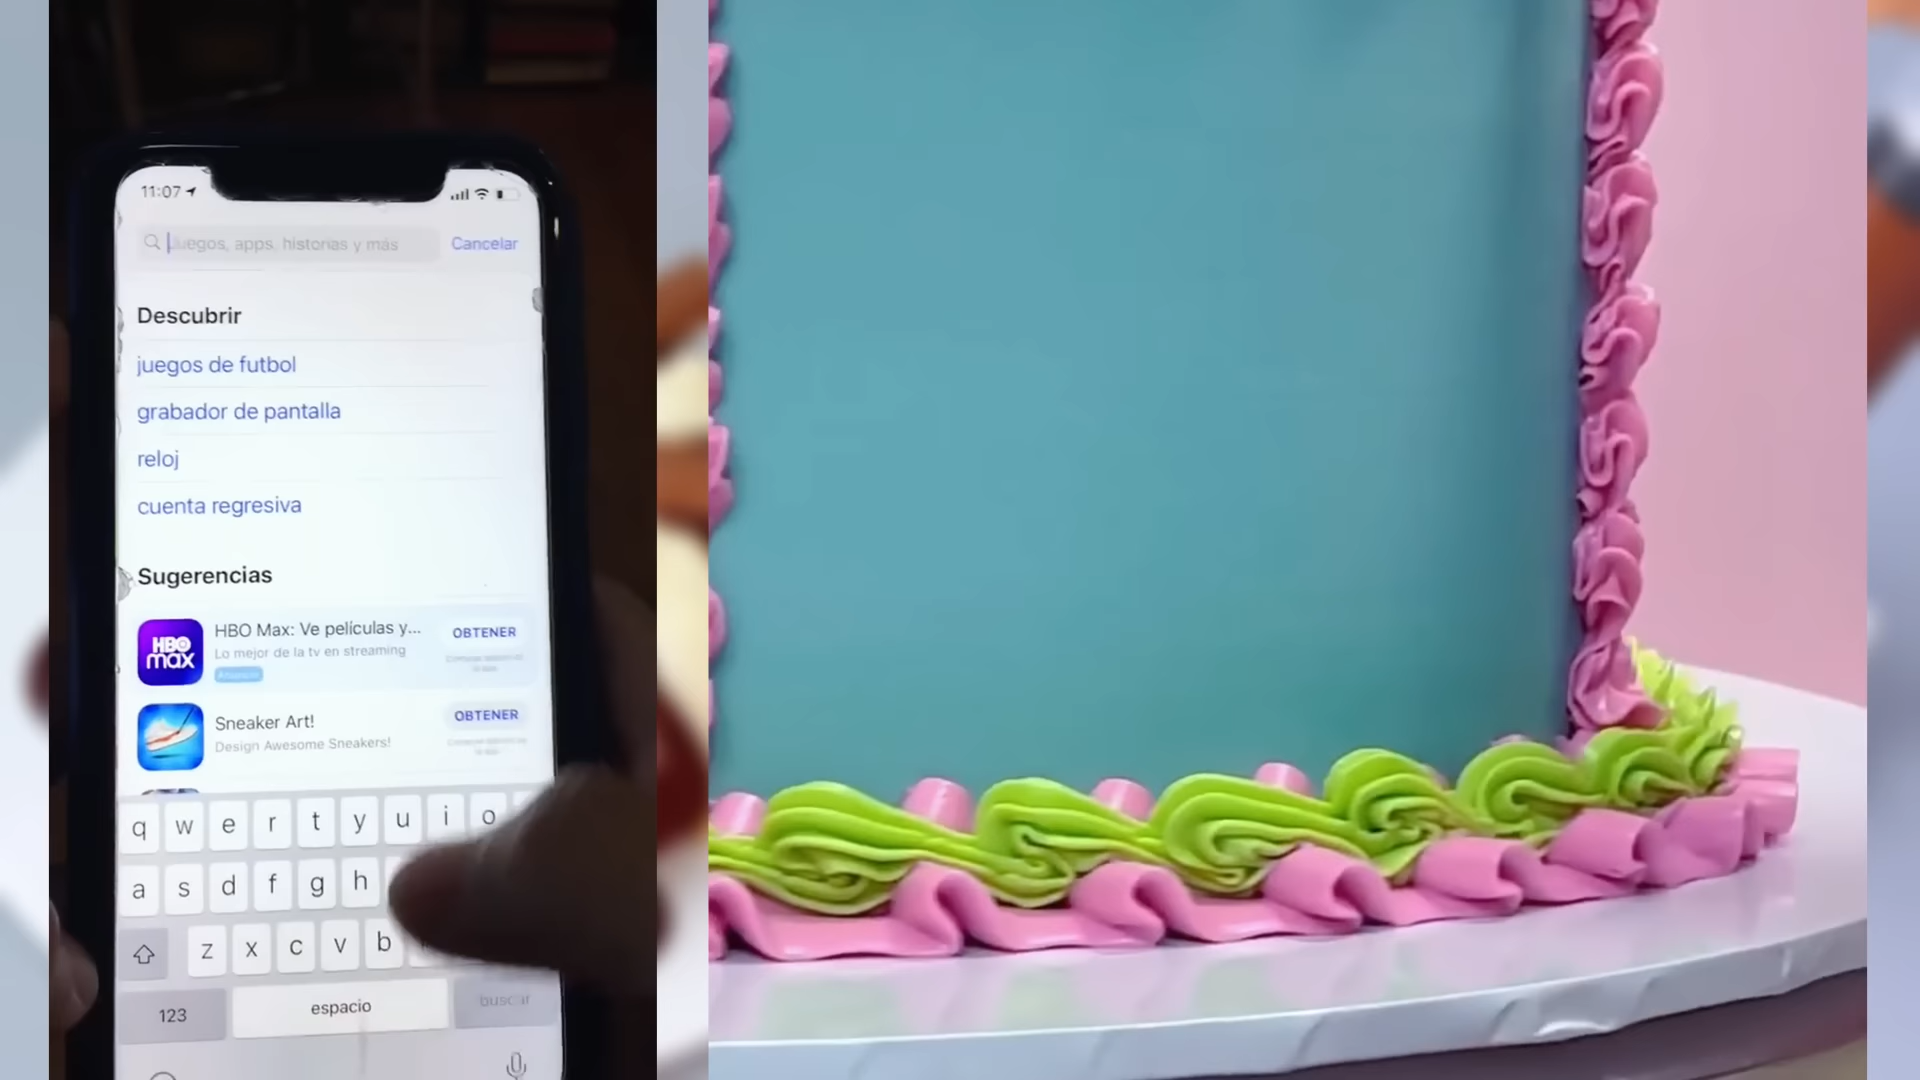 11:07
Juegos, apps, historias y más
Cancelar
Descubrir
juegos de futbol
grabador de pantalla
reloj
cuenta regresiva
Sugerencias
HBO max
HBO Max: Ve películas y...
OBTENER
Lo mejor de la tv en streaming
Sneaker Art!
OBTENER
Design Awesome Sneakers!
q w e r t y u i o
a s d f g h
z x c v b
123
espacio
buscar